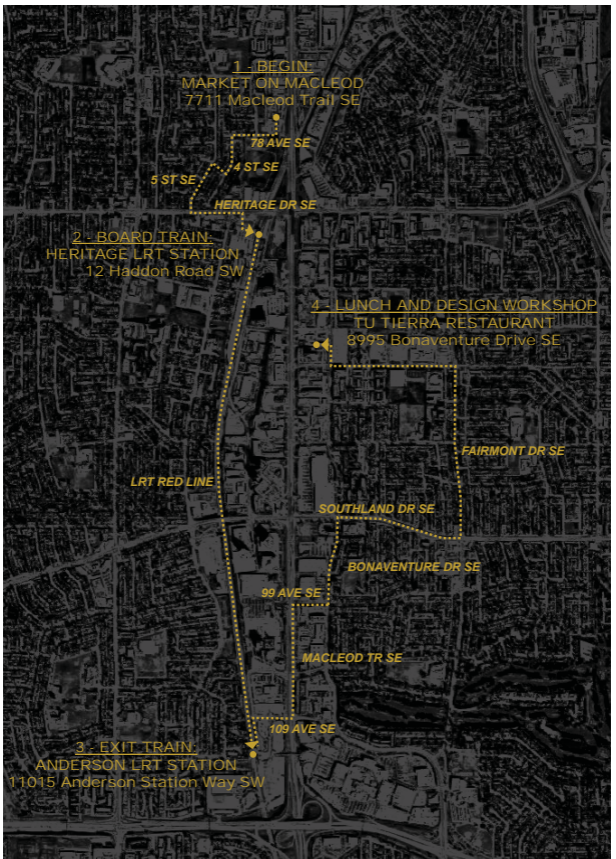 1 - BEGIN:
MARKET ON MACLEOD
7711 Macleod Trail SE
78 AVE SE
4 ST SE
5 ST SE
HERITAGE DR SE
2 - BOARD TRAIN:
HERITAGE LRT STATION
12 Haddon Road SW
4 - LUNCH AND DESIGN WORKSHOP
TU TIERRA RESTAURANT
8995 Bonaventure Drive SE
FAIRMONT DR SE
LRT RED LINE
SOUTHLAND DR SE
BONAVENTURE DR SE
99 AVE SE
MACLEOD TR SE
109 AVE SE
3 - EXIT TRAIN:
ANDERSON LRT STATION
11015 Anderson Station Way SW